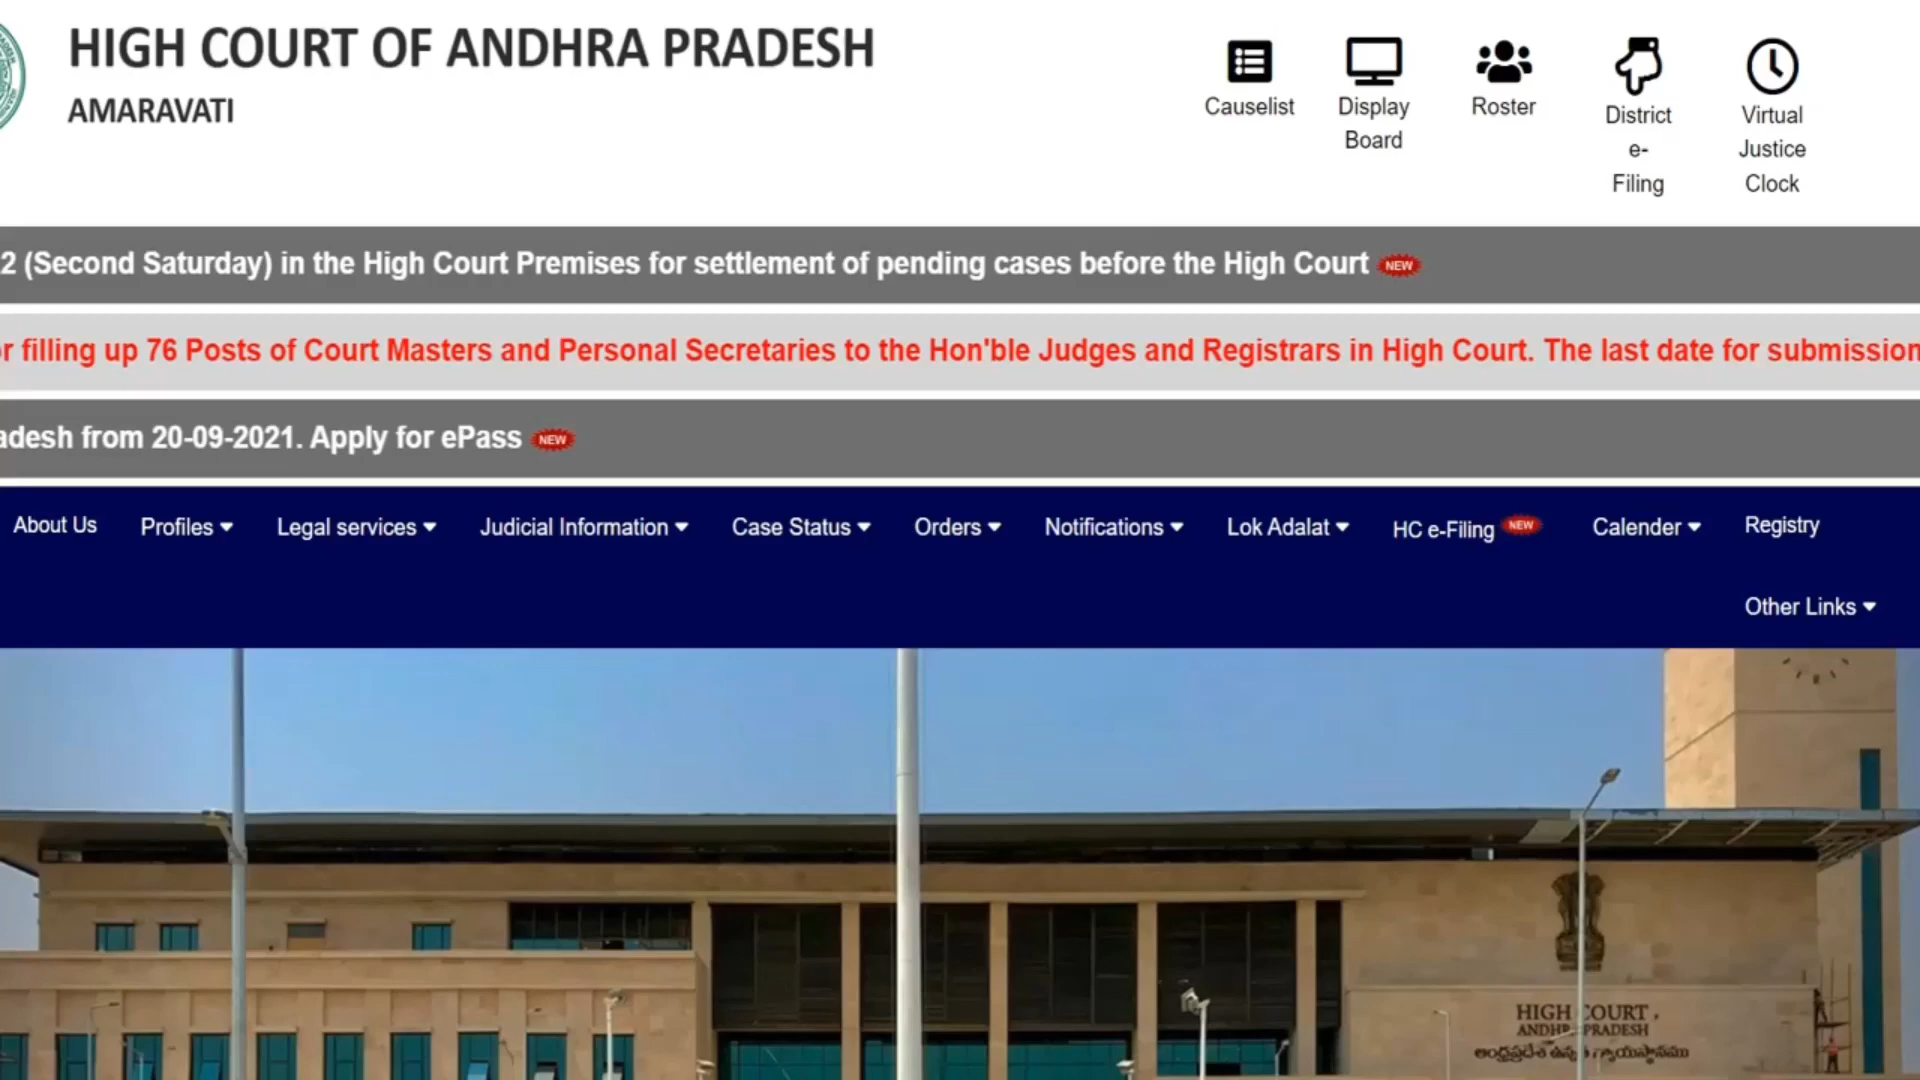 HIGH COURT OF ANDHRA PRADESH
AMARAVATI
Causelist
Display
Board
Roster
District
e-
Filing
Virtual
Justice
Clock
2 (Second Saturday) in the High Court Premises for settlement of pending cases before the High Court NEW
r filling up 76 Posts of Court Masters and Personal Secretaries to the Hon'ble Judges and Registrars in High Court. The last date for submission
adesh from 20-09-2021. Apply for ePass NEW
About Us Profiles Legal services Judicial Information Case Status Orders Notifications Lok Adalat HC e-Filing NEW Calender Registry
Other Links
HIGH COURT
ANDHRA PRADESH